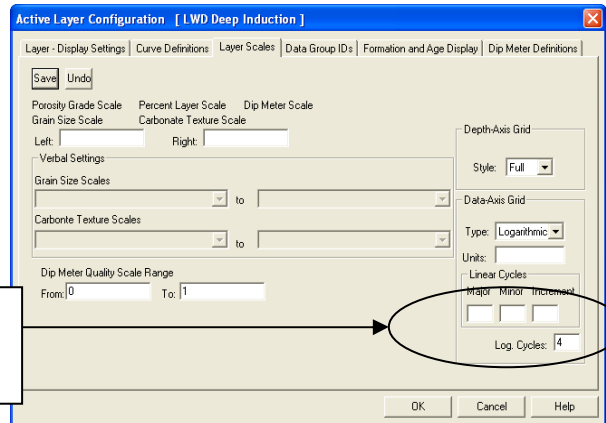 Active Layer Configuration [ LWD Deep Induction ]
Layer - Display Settings Curve Definitions Layer Scales Data Group IDs Formation and Age Display Dip Meter Definitions
Save Undo
Porosity Grade Scale Percent Layer Scale Dip Meter Scale
Grain Size Scale Carbonate Texture Scale
Left: Right:
Verbal Settings
Grain Size Scales
to
Carbonte Texture Scales
to
Dip Meter Quality Scale Range
From: 0 To: 1
Depth-Axis Grid
Style: Full
Data-Axis Grid
Type: Logarithmic
Units:
Linear Cycles
Major Minor Increment
Log. Cycles: 4
OK Cancel Help